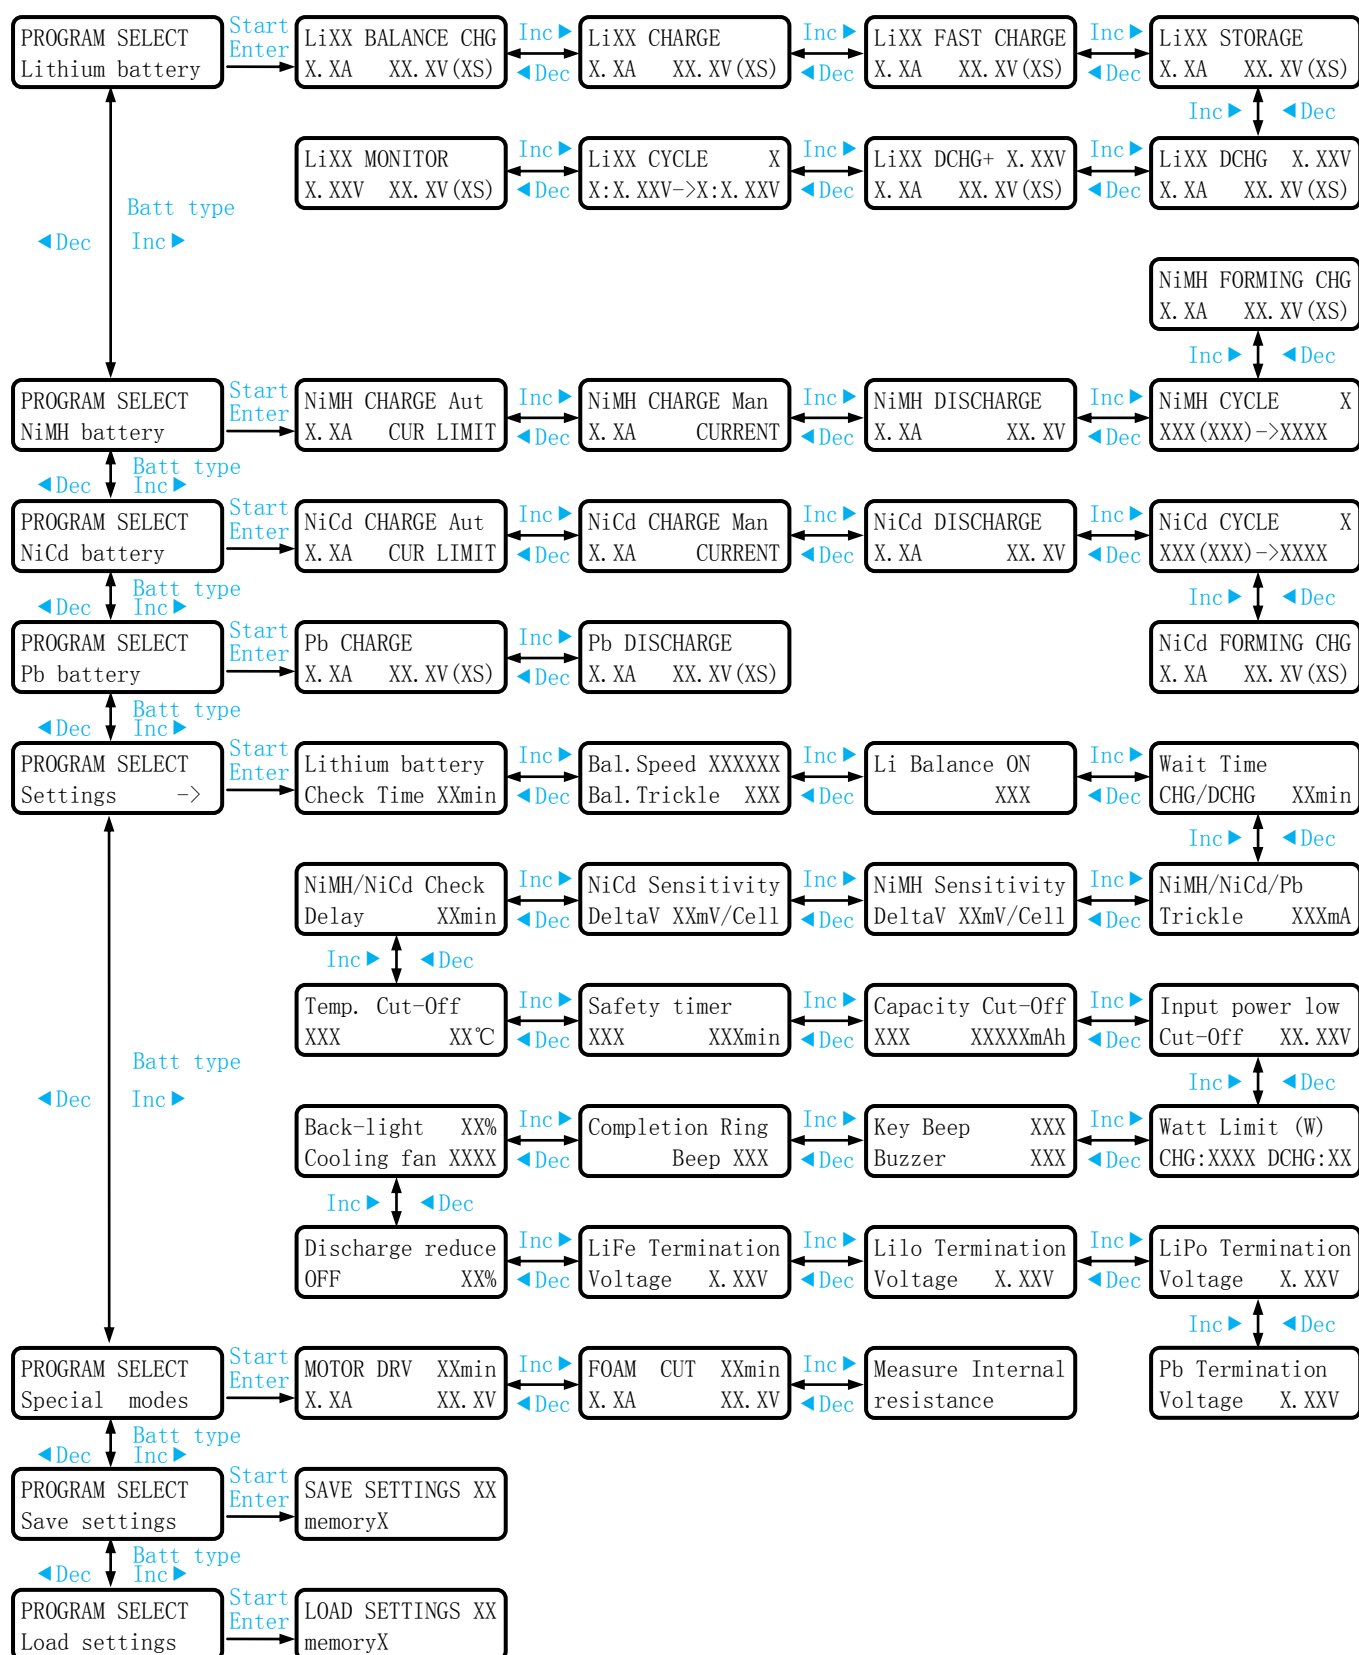 PROGRAM SELECT
Lithium battery
Start
Enter
LiXX BALANCE CHG
X.XA XX.XV(XS)
Inc▶
◀Dec
LiXX CHARGE
X.XA XX.XV(XS)
Inc▶
◀Dec
LiXX FAST CHARGE
X.XA XX.XV(XS)
Inc▶
◀Dec
LiXX STORAGE
X.XA XX.XV(XS)
Inc▶ ◀Dec
LiXX MONITOR
X.XXV XX.XV(XS)
Inc▶
◀Dec
LiXX CYCLE X
X:X.XXV->X:X.XXV
Inc▶
◀Dec
LiXX DCHG+ X.XXV
X.XA XX.XV(XS)
Inc▶
◀Dec
LiXX DCHG X.XXV
X.XA XX.XV(XS)
Batt type
◀Dec Inc▶
NiMH FORMING CHG
X.XA XX.XV(XS)
Inc▶ ◀Dec
PROGRAM SELECT
NiMH battery
Start
Enter
NiMH CHARGE Aut
X.XA CUR LIMIT
Inc▶
◀Dec
NiMH CHARGE Man
X.XA CURRENT
Inc▶
◀Dec
NiMH DISCHARGE
X.XA XX.XV
Inc▶
◀Dec
NiMH CYCLE X
XXX(XXX)->XXXX
Batt type
◀Dec Inc▶
PROGRAM SELECT
NiCd battery
Start
Enter
NiCd CHARGE Aut
X.XA CUR LIMIT
Inc▶
◀Dec
NiCd CHARGE Man
X.XA CURRENT
Inc▶
◀Dec
NiCd DISCHARGE
X.XA XX.XV
Inc▶
◀Dec
NiCd CYCLE X
XXX(XXX)->XXXX
Batt type
◀Dec Inc▶
Inc▶ ◀Dec
PROGRAM SELECT
Pb battery
Start
Enter
Pb CHARGE
X.XA XX.XV(XS)
Inc▶
◀Dec
Pb DISCHARGE
X.XA XX.XV(XS)
NiCd FORMING CHG
X.XA XX.XV(XS)
Batt type
◀Dec Inc▶
PROGRAM SELECT
Settings ->
Start
Enter
Lithium battery
Check Time XXmin
Inc▶
◀Dec
Bal.Speed XXXXXX
Bal.Trickle XXX
Inc▶
◀Dec
Li Balance ON
XXX
Inc▶
◀Dec
Wait Time
CHG/DCHG XXmin
Inc▶ ◀Dec
NiMH/NiCd Check
Delay XXmin
Inc▶
◀Dec
NiCd Sensitivity
DeltaV XXmV/Cell
Inc▶
◀Dec
NiMH Sensitivity
DeltaV XXmV/Cell
Inc▶
◀Dec
NiMH/NiCd/Pb
Trickle XXXmA
Inc▶ ◀Dec
Temp. Cut-Off
XXX XX℃
Inc▶
◀Dec
Safety timer
XXX XXXmin
Inc▶
◀Dec
Capacity Cut-Off
XXX XXXXXmAh
Inc▶
◀Dec
Input power low
Cut-Off XX.XXV
Batt type
◀Dec Inc▶
Inc▶ ◀Dec
Back-light XX%
Cooling fan XXXX
Inc▶
◀Dec
Completion Ring
Beep XXX
Inc▶
◀Dec
Key Beep XXX
Buzzer XXX
Inc▶
◀Dec
Watt Limit (W)
CHG:XXXX DCHG:XX
Inc▶ ◀Dec
Discharge reduce
OFF XX%
Inc▶
◀Dec
LiFe Termination
Voltage X.XXV
Inc▶
◀Dec
LiIo Termination
Voltage X.XXV
Inc▶
◀Dec
LiPo Termination
Voltage X.XXV
Inc▶ ◀Dec
PROGRAM SELECT
Special modes
Start
Enter
MOTOR DRV XXmin
X.XA XX.XV
Inc▶
◀Dec
FOAM CUT XXmin
X.XA XX.XV
Inc▶
◀Dec
Measure Internal
resistance
Pb Termination
Voltage X.XXV
Batt type
◀Dec Inc▶
PROGRAM SELECT
Save settings
Start
Enter
SAVE SETTINGS XX
memoryX
Batt type
◀Dec Inc▶
PROGRAM SELECT
Load settings
Start
Enter
LOAD SETTINGS XX
memoryX